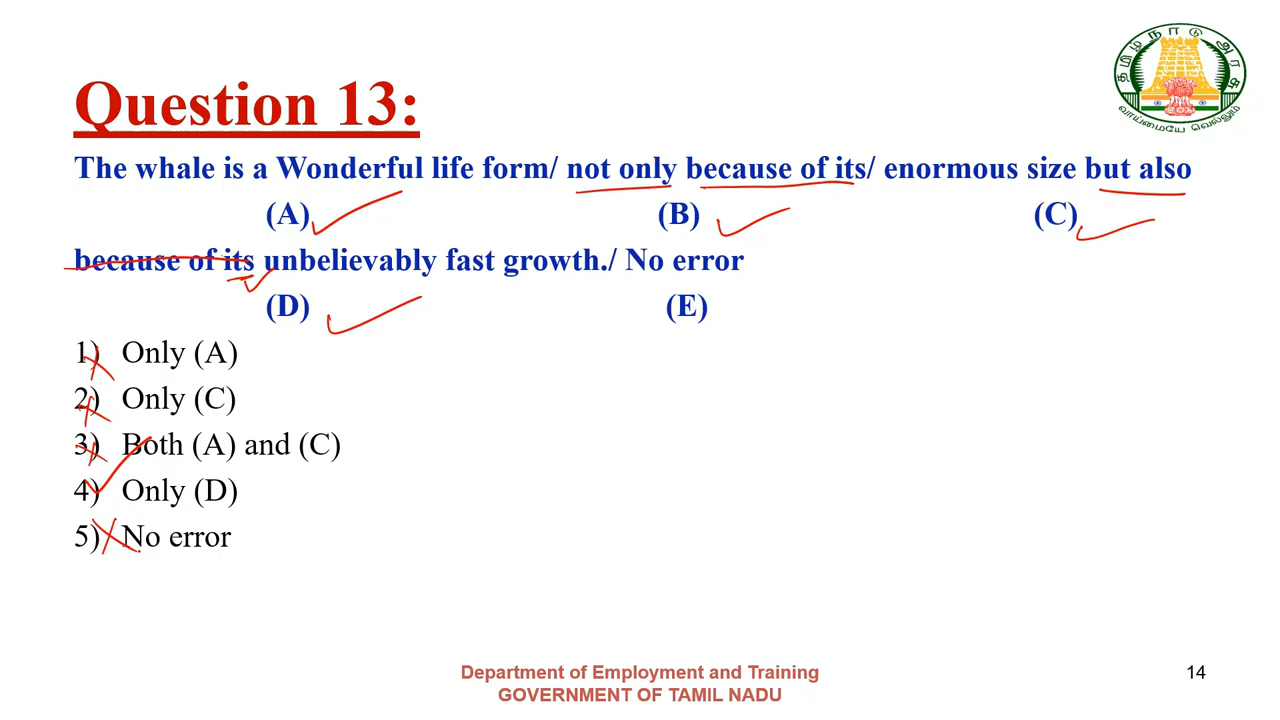 தமிழ்நாடு அரசு
வாய்மையே வெல்லும்
Question 13:
The whale is a Wonderful life form/ not only because of its/ enormous size but also
(A) (B) (C)
because of its unbelievably fast growth./ No error
(D) (E)
1) Only (A)
2) Only (C)
3) Both (A) and (C)
4) Only (D)
5) No error
Department of Employment and Training
GOVERNMENT OF TAMIL NADU
14